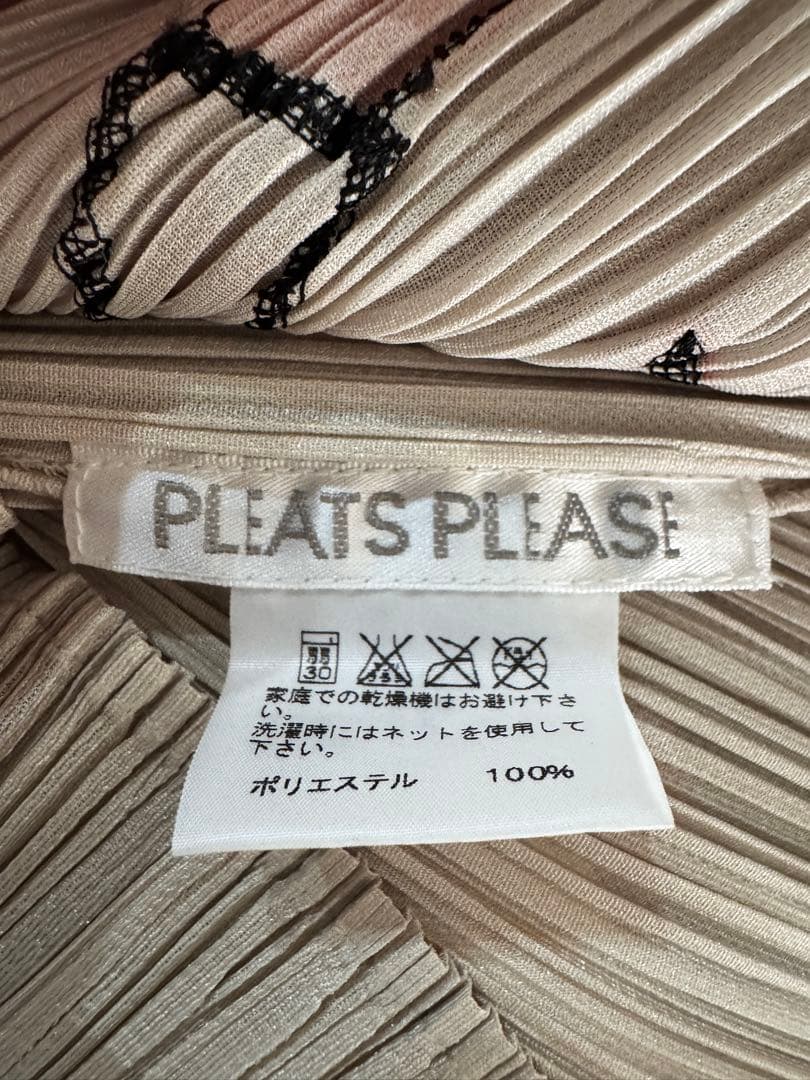 PLEATS PLEASE
弱
30
家庭での乾燥機はお避け下さ
い。
洗濯時にはネットを使用して
下さい。
ポリエステル 100%